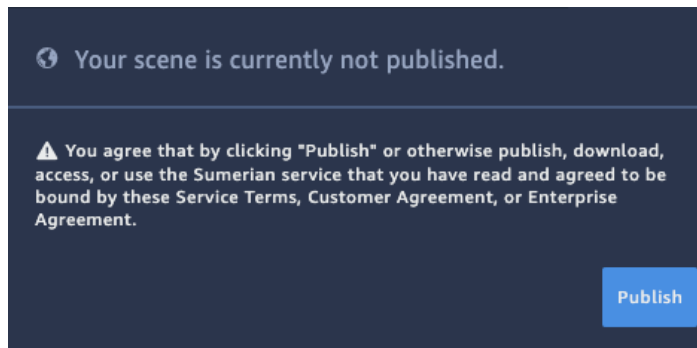 Your scene is currently not published.
You agree that by clicking "Publish" or otherwise publish, download,
access, or use the Sumerian service that you have read and agreed to be
bound by these Service Terms, Customer Agreement, or Enterprise
Agreement.
Publish